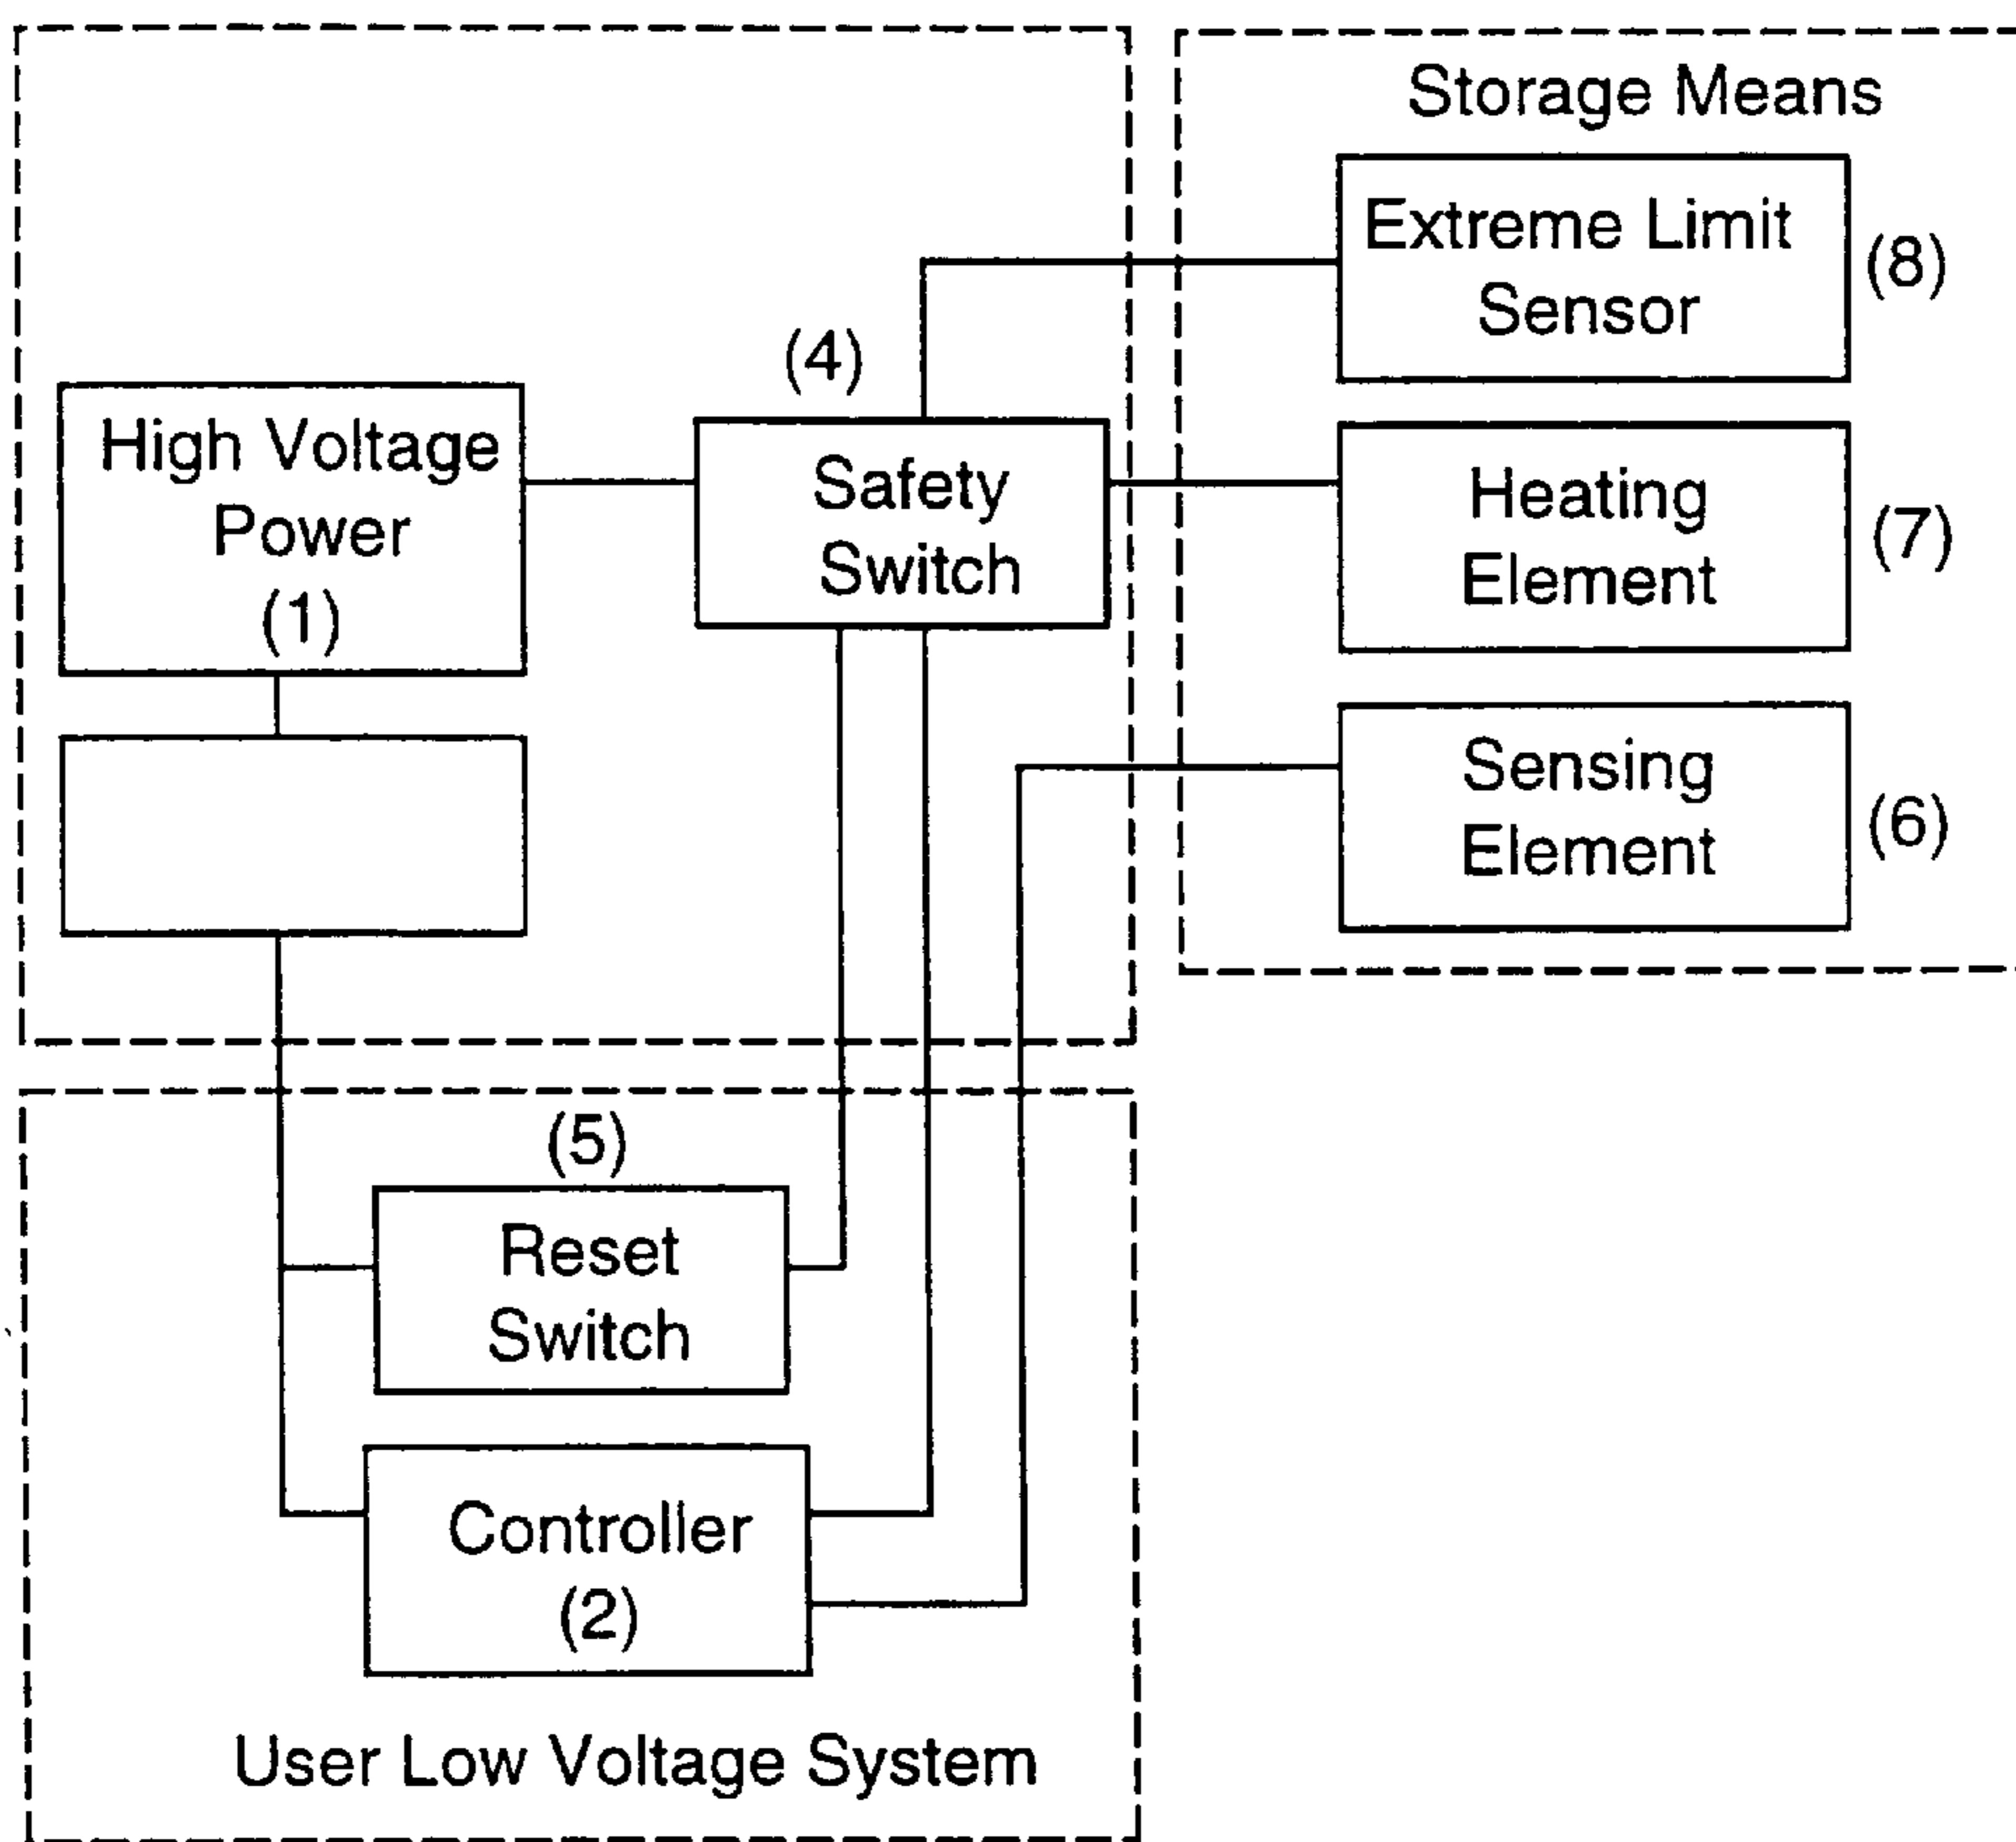 Storage Means
Extreme Limit
Sensor
(8)
(4)
High Voltage
Power
(1)
Safety
Switch
Heating
Element
(7)
Sensing
Element
(6)
(5)
Reset
Switch
Controller
(2)
User Low Voltage System